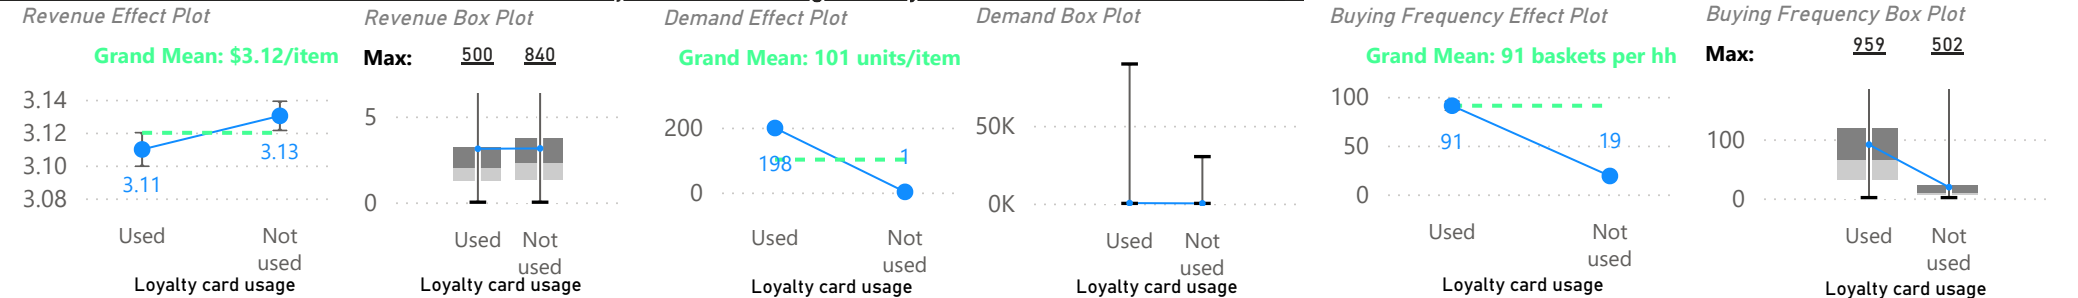 Revenue Effect Plot
Grand Mean: $3.12/item
3.14
3.12
3.10
3.08
3.11
3.13
Used
Not
used
Loyalty card usage
Revenue Box Plot
Max:
500
840
5
0
Used
Not
used
Loyalty card usage
Demand Effect Plot
Grand Mean: 101 units/item
200
0
198
1
Used
Not
used
Loyalty card usage
Demand Box Plot
50K
0K
Used
Not
used
Loyalty card usage
Buying Frequency Effect Plot
Grand Mean: 91 baskets per hh
100
50
0
91
19
Used
Not
used
Loyalty card usage
Buying Frequency Box Plot
Max:
959
502
100
0
Used
Not
used
Loyalty card usage